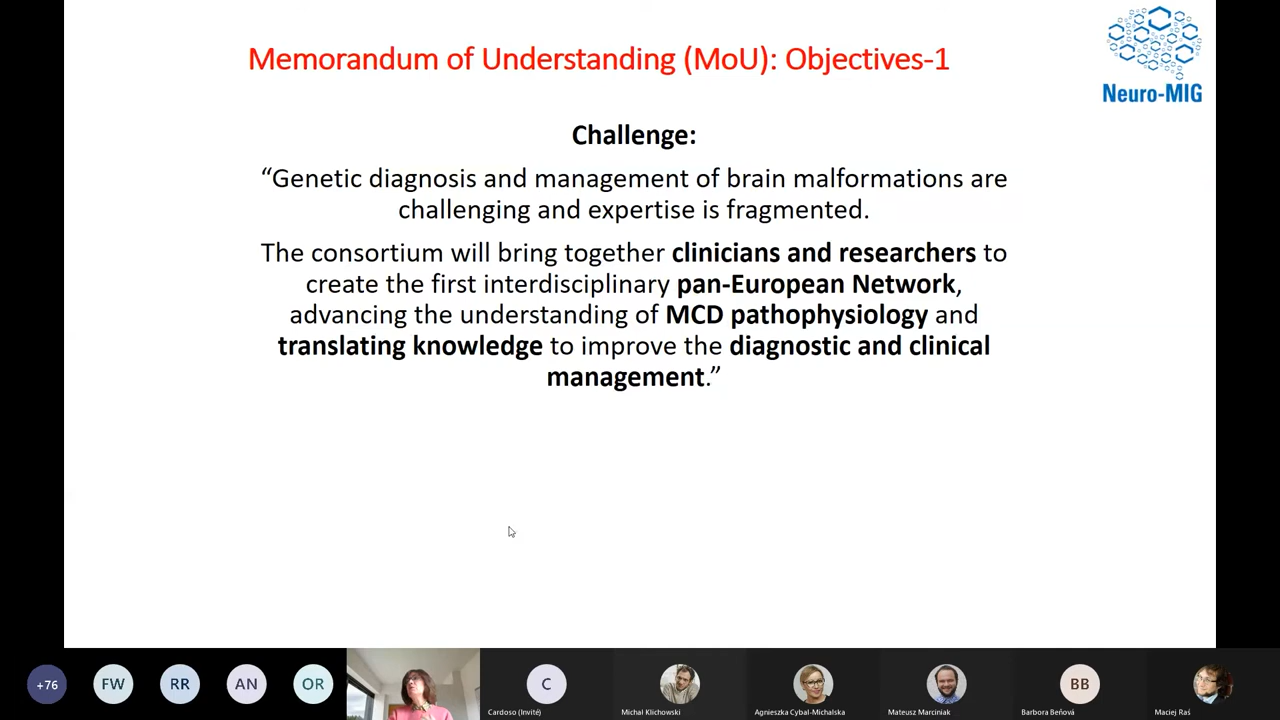 Memorandum of Understanding (MoU): Objectives-1
Neuro-MIG
Challenge:
“Genetic diagnosis and management of brain malformations are
challenging and expertise is fragmented.
The consortium will bring together clinicians and researchers to
create the first interdisciplinary pan-European Network,
advancing the understanding of MCD pathophysiology and
translating knowledge to improve the diagnostic and clinical
management.”
+76
FW
RR
AN
OR
C
BB
Cardoso (Invité)
Michał Klichowski
Agnieszka Cybal-Michalska
Mateusz Marciniak
Barbora Beňová
Maciej Raś